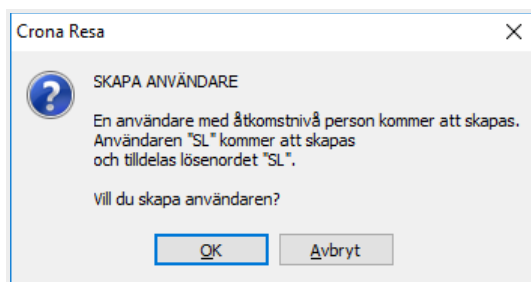 Crona Resa
SKAPA ANVÄNDARE
En användare med åtkomstnivå person kommer att skapas.
Användaren "SL" kommer att skapas
och tilldelas lösenordet "SL".
Vill du skapa användaren?
OK
Avbryt